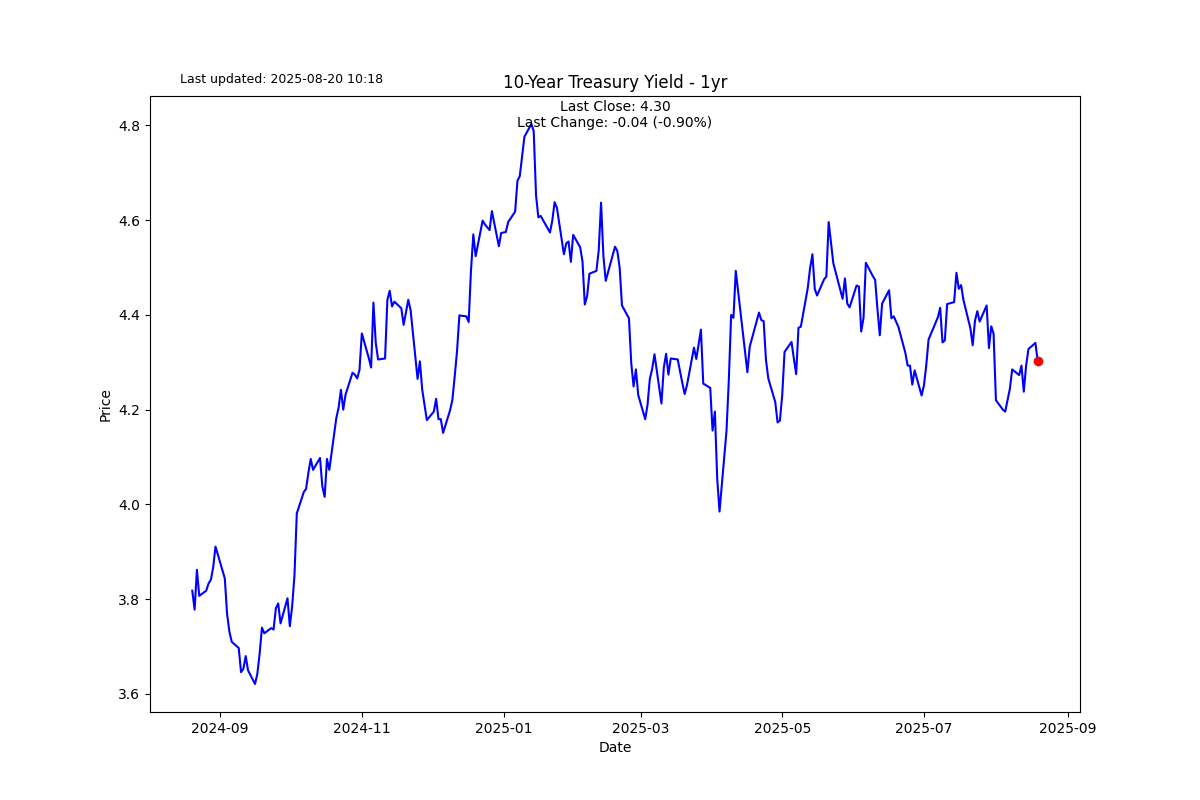 Last updated: 2025-08-20 10:18
10-Year Treasury Yield - 1yr
Last Close: 4.30
Last Change: -0.04 (-0.90%)
4.8
4.6
4.4
4.2
4.0
3.8
3.6
Price
2024-09 2024-11 2025-01 2025-03 2025-05 2025-07 2025-09
Date